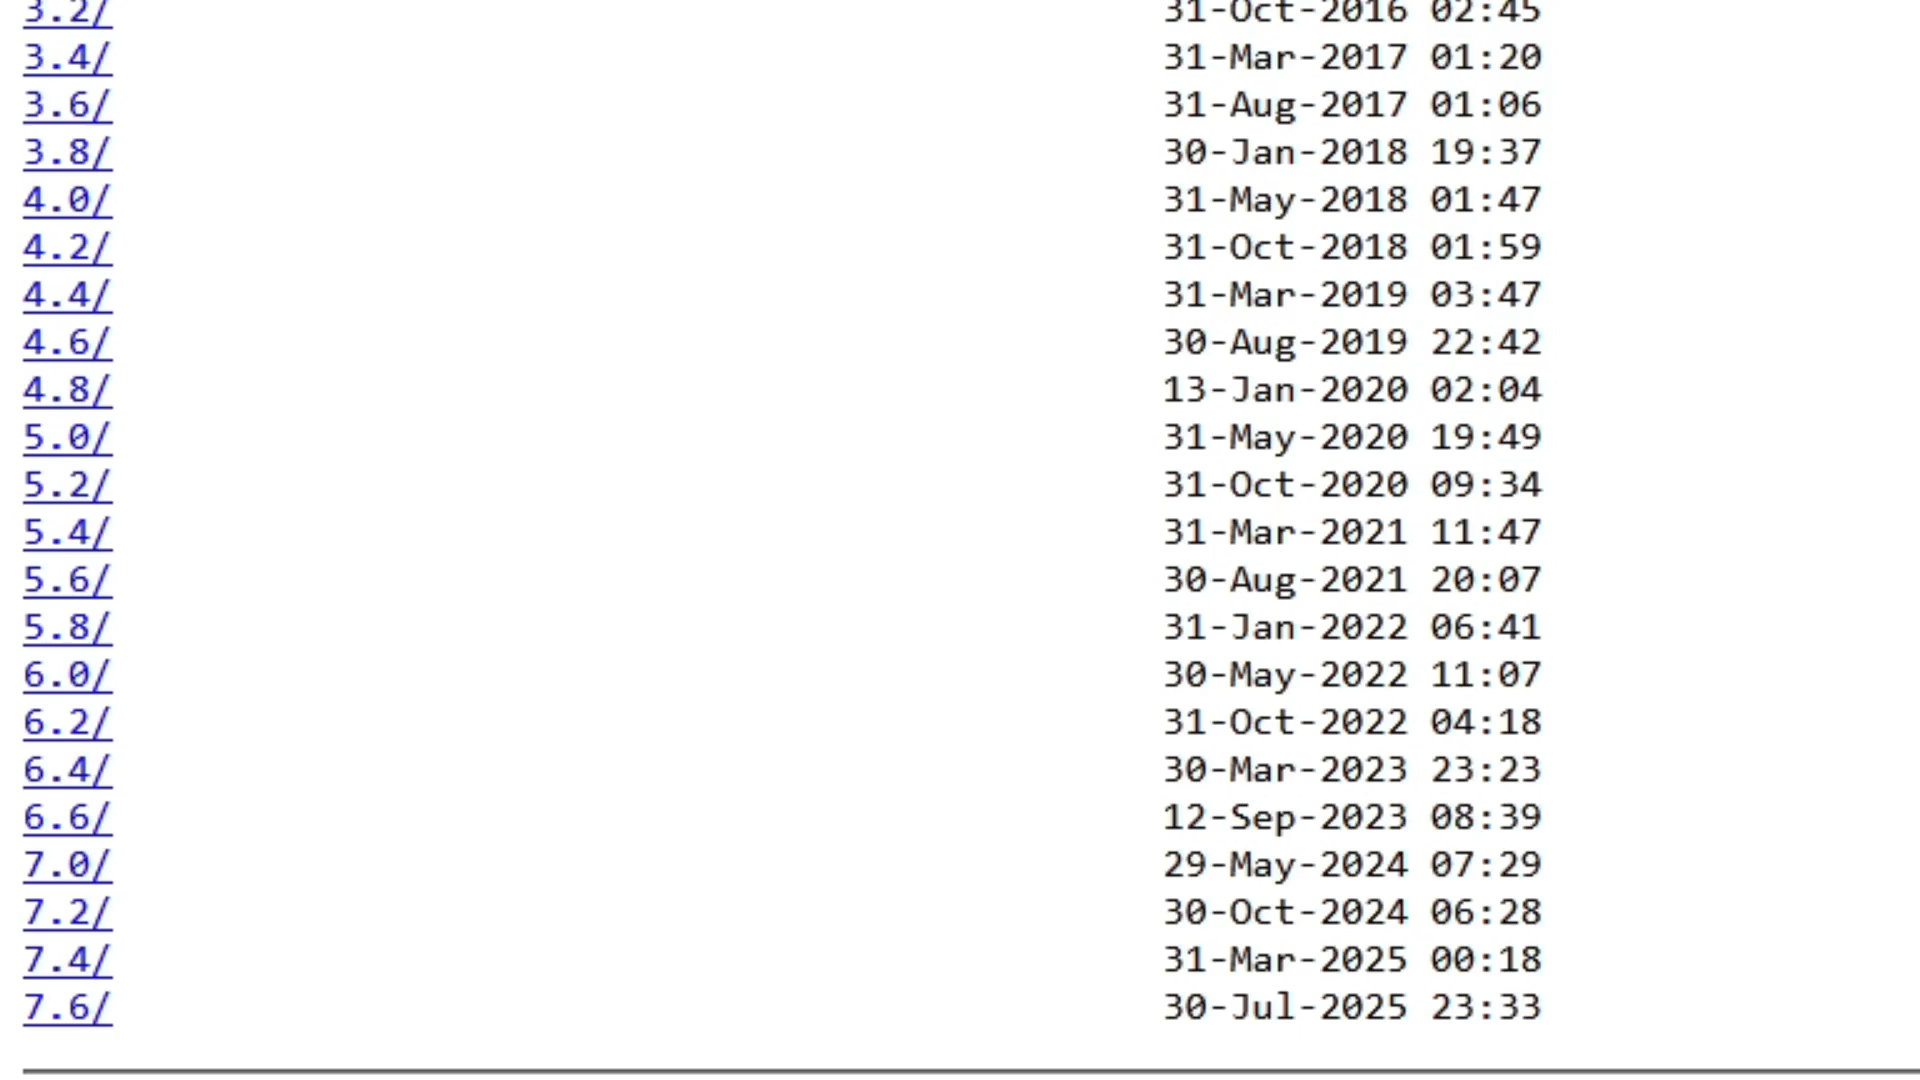 3.2/ 31-Oct-2016 02:45
3.4/ 31-Mar-2017 01:20
3.6/ 31-Aug-2017 01:06
3.8/ 30-Jan-2018 19:37
4.0/ 31-May-2018 01:47
4.2/ 31-Oct-2018 01:59
4.4/ 31-Mar-2019 03:47
4.6/ 30-Aug-2019 22:42
4.8/ 13-Jan-2020 02:04
5.0/ 31-May-2020 19:49
5.2/ 31-Oct-2020 09:34
5.4/ 31-Mar-2021 11:47
5.6/ 30-Aug-2021 20:07
5.8/ 31-Jan-2022 06:41
6.0/ 30-May-2022 11:07
6.2/ 31-Oct-2022 04:18
6.4/ 30-Mar-2023 23:23
6.6/ 12-Sep-2023 08:39
7.0/ 29-May-2024 07:29
7.2/ 30-Oct-2024 06:28
7.4/ 31-Mar-2025 00:18
7.6/ 30-Jul-2025 23:33